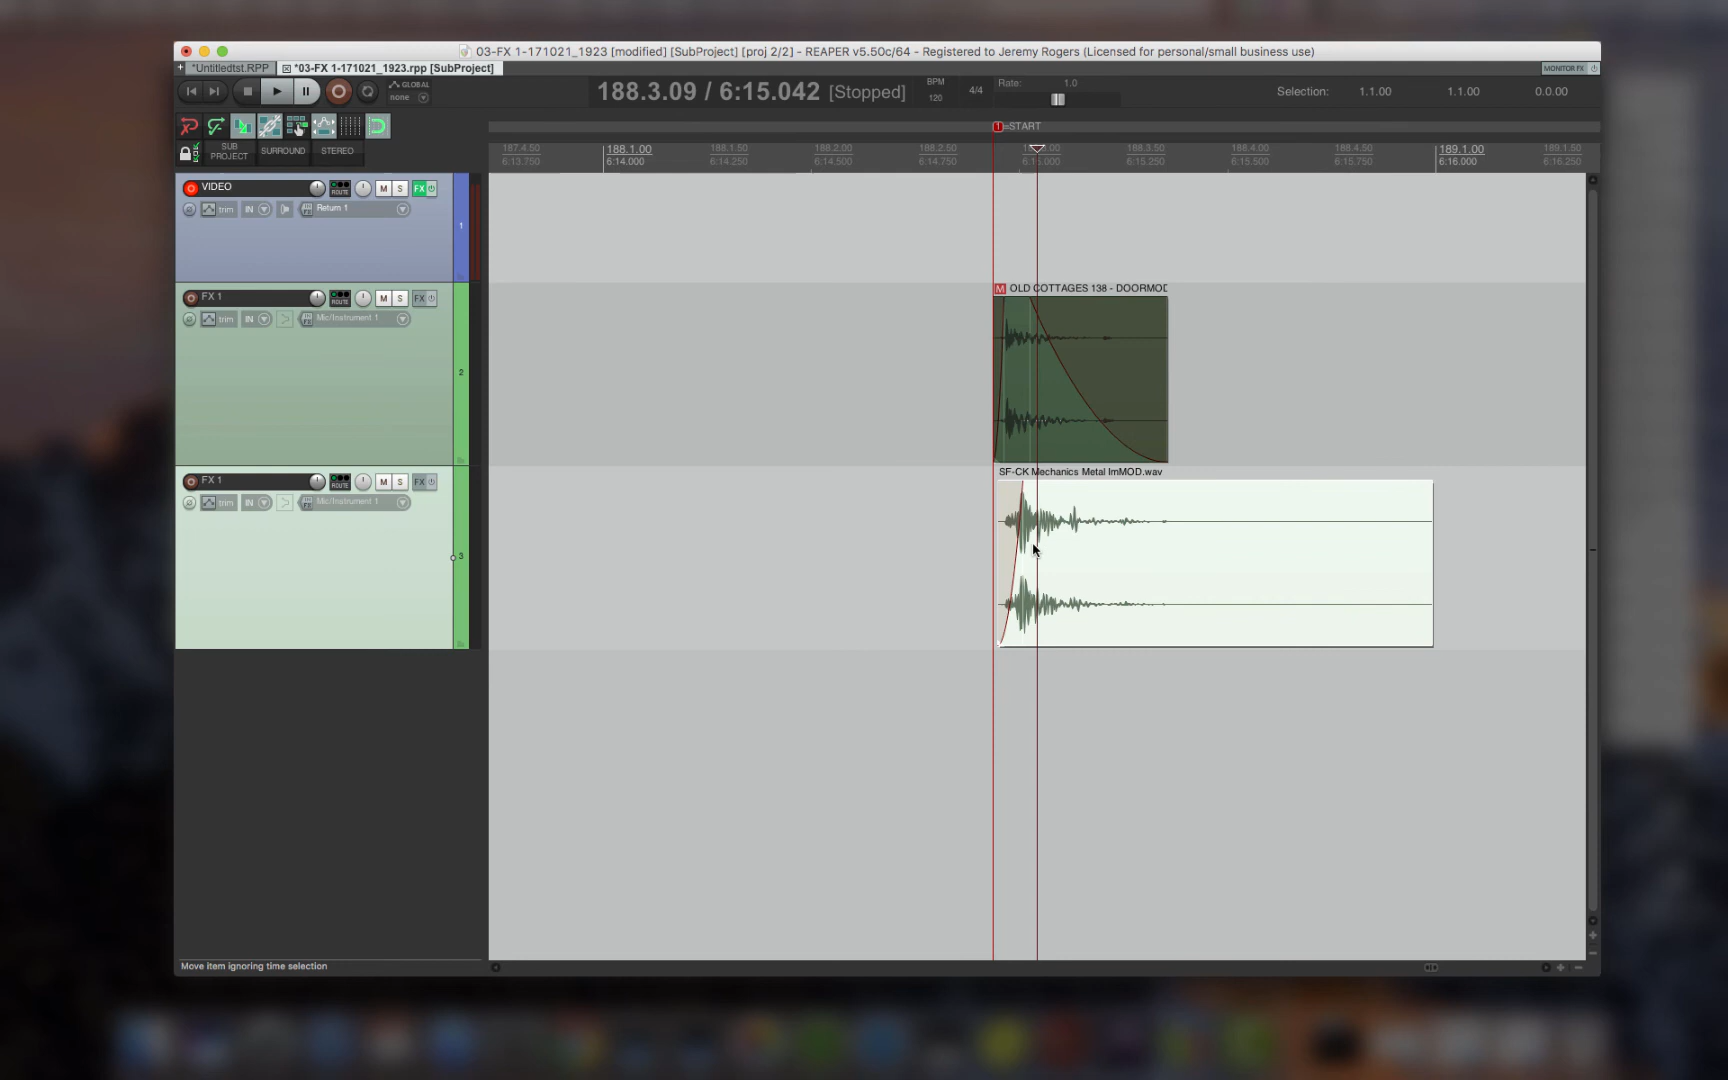 03-FX 1-171021_1923 [modified] [SubProject] [proj 2/2] - REAPER v5.50c/64 - Registered to Jeremy Rogers (Licensed for personal/small business use)
+ *Untitledtst.RPP *03-FX 1-171021_1923.rpp [SubProject] MONITOR FX
GLOBAL
none
188.3.09 / 6:15.042 [Stopped]
BPM
120
4/4
Rate: 1.0
Selection: 1.1.00 1.1.00 0.0.00
1 =START
SUB PROJECT SURROUND STEREO
187.4.50 188.1.00 188.1.50 188.2.00 188.2.50 188.3.50 188.4.00 188.4.50 189.1.00 189.1.50
6:13.750 6:14.000 6:14.250 6:14.500 6:14.750 6:15.000 6:15.250 6:15.500 6:15.750 6:16.000 6:16.250
VIDEO ROUTE M S FX
trim IN Return 1
1
FX 1 ROUTE M S FX
trim IN Mic/Instrument 1
2
M OLD COTTAGES 138 - DOORMOD
FX 1 ROUTE M S FX
trim IN Mic/Instrument 1
3
SF-CK Mechanics Metal ImMOD.wav
Move item ignoring time selection